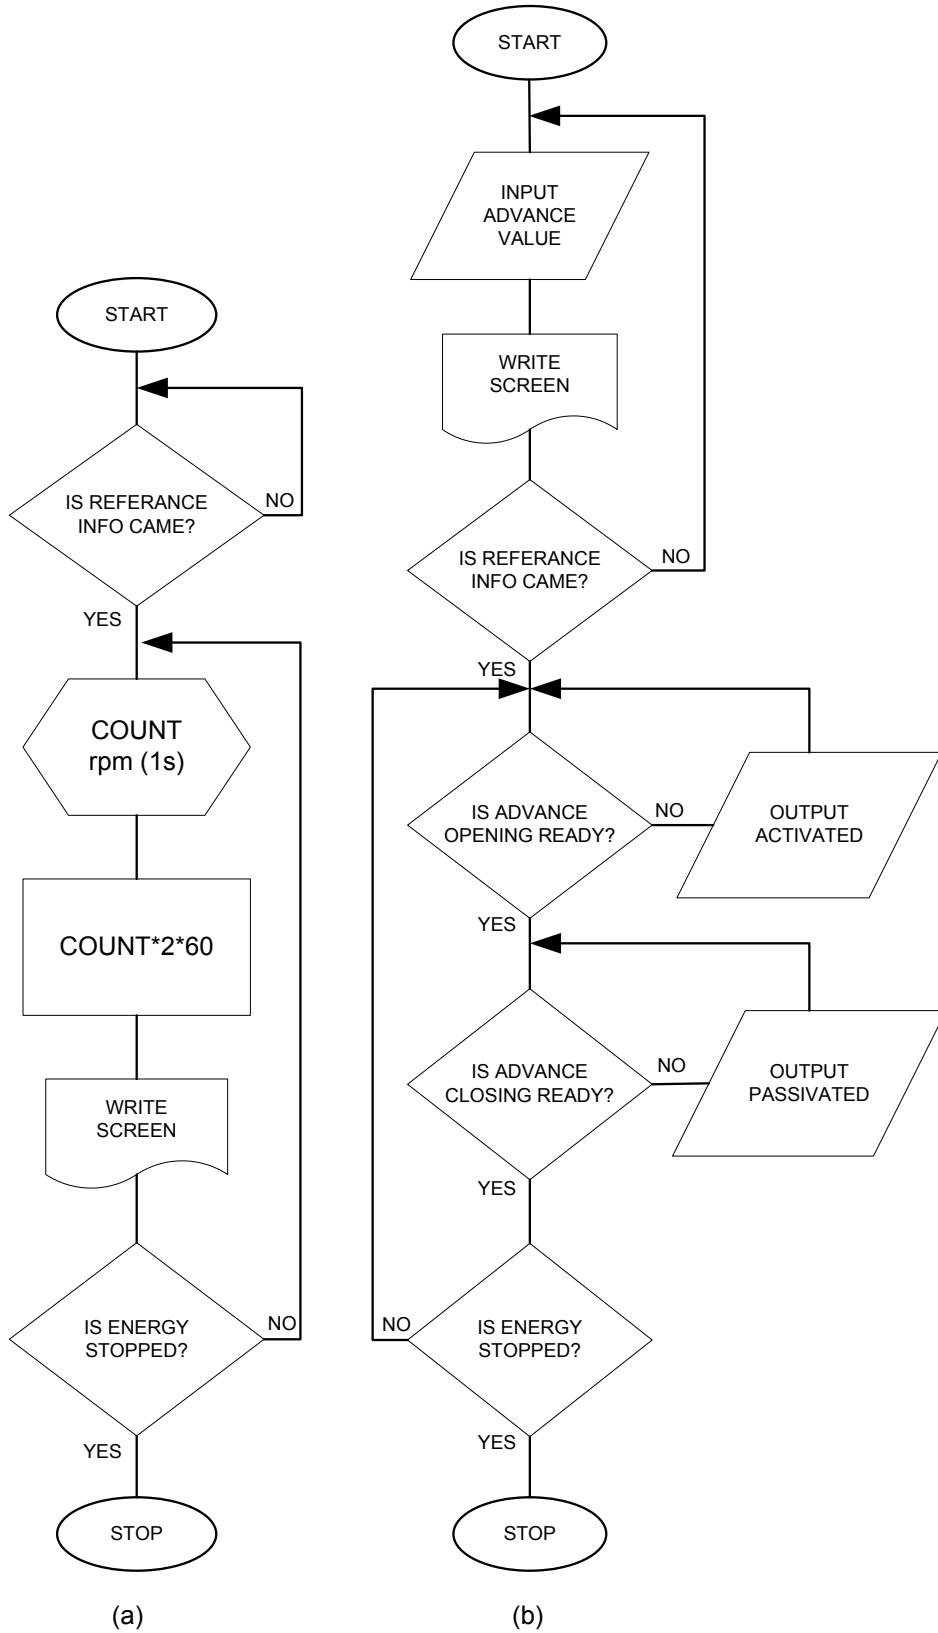 START
IS REFERANCE
INFO CAME?
NO
YES
COUNT
rpm (1s)
COUNT*2*60
WRITE
SCREEN
IS ENERGY
STOPPED?
NO
YES
STOP
(a)
START
INPUT
ADVANCE
VALUE
WRITE
SCREEN
IS REFERANCE
INFO CAME?
NO
YES
IS ADVANCE
OPENING READY?
NO
OUTPUT
ACTIVATED
YES
IS ADVANCE
CLOSING READY?
NO
OUTPUT
PASSIVATED
YES
IS ENERGY
STOPPED?
NO
YES
STOP
(b)